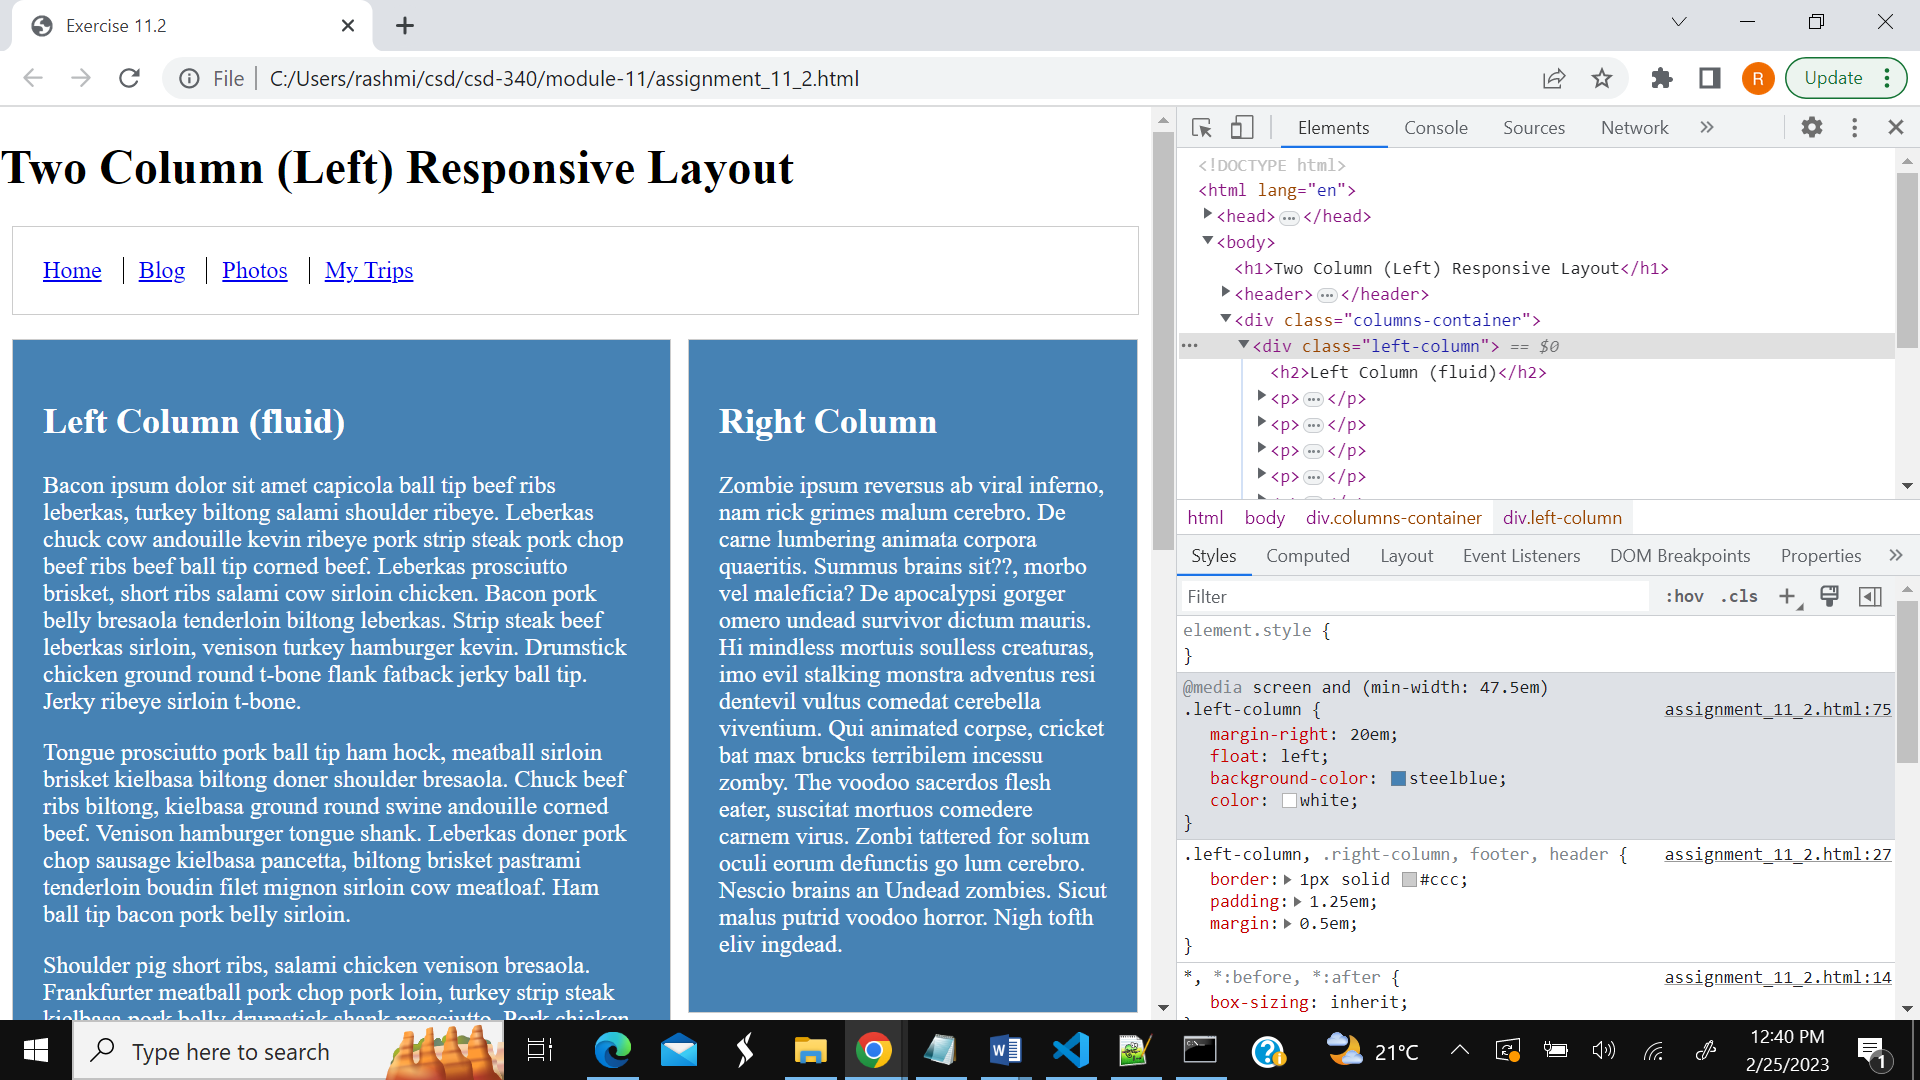 Exercise 11.2
File
C:/Users/rashmi/csd/csd-340/module-11/assignment_11_2.html
R
Update
Two Column (Left) Responsive Layout
Home
Blog
Photos
My Trips
Left Column (fluid)
Bacon ipsum dolor sit amet capicola ball tip beef ribs
leberkas, turkey biltong salami shoulder ribeye. Leberkas
chuck cow andouille kevin ribeye pork strip steak pork chop
beef ribs beef ball tip corned beef. Leberkas prosciutto
brisket, short ribs salami cow sirloin chicken. Bacon pork
belly bresaola tenderloin biltong leberkas. Strip steak beef
leberkas sirloin, venison turkey hamburger kevin. Drumstick
chicken ground round t-bone flank fatback jerky ball tip.
Jerky ribeye sirloin t-bone.
Tongue prosciutto pork ball tip ham hock, meatball sirloin
brisket kielbasa biltong doner shoulder bresaola. Chuck beef
ribs biltong, kielbasa ground round swine andouille corned
beef. Venison hamburger tongue shank. Leberkas doner pork
chop sausage kielbasa pancetta, biltong brisket pastrami
tenderloin boudin filet mignon sirloin cow meatloaf. Ham
ball tip bacon pork belly sirloin.
Shoulder pig short ribs, salami chicken venison bresaola.
Frankfurter meatball pork chop pork loin, turkey strip steak
kielbasa pork belly drumstick shank prosciutto. Pork chicken
Right Column
Zombie ipsum reversus ab viral inferno,
nam rick grimes malum cerebro. De
carne lumbering animata corpora
quaeritis. Summus brains sit??, morbo
vel maleficia? De apocalypsi gorger
omero undead survivor dictum mauris.
Hi mindless mortuis soulless creaturas,
imo evil stalking monstra adventus resi
dentevil vultus comedat cerebella
viventium. Qui animated corpse, cricket
bat max brucks terribilem incessu
zomby. The voodoo sacerdos flesh
eater, suscitat mortuos comedere
carnem virus. Zonbi tattered for solum
oculi eorum defunctis go lum cerebro.
Nescio brains an Undead zombies. Sicut
malus putrid voodoo horror. Nigh tofth
eliv ingdead.
Elements
Console
Sources
Network
<!DOCTYPE html>
<html lang="en">
<head>…</head>
<body>
<h1>Two Column (Left) Responsive Layout</h1>
<header>…</header>
<div class="columns-container">
<div class="left-column"> == $0
<h2>Left Column (fluid)</h2>
<p>…</p>
<p>…</p>
<p>…</p>
<p>…</p>
html
body
div.columns-container
div.left-column
Styles
Computed
Layout
Event Listeners
DOM Breakpoints
Properties
Filter
:hov
.cls
element.style {
}
@media screen and (min-width: 47.5em)
.left-column {
assignment_11_2.html:75
margin-right: 20em;
float: left;
background-color: steelblue;
color: white;
}
.left-column, .right-column, footer, header {
assignment_11_2.html:27
border: 1px solid #ccc;
padding: 1.25em;
margin: 0.5em;
}
*, *:before, *:after {
assignment_11_2.html:14
box-sizing: inherit;
Type here to search
21°C
12:40 PM
2/25/2023
1